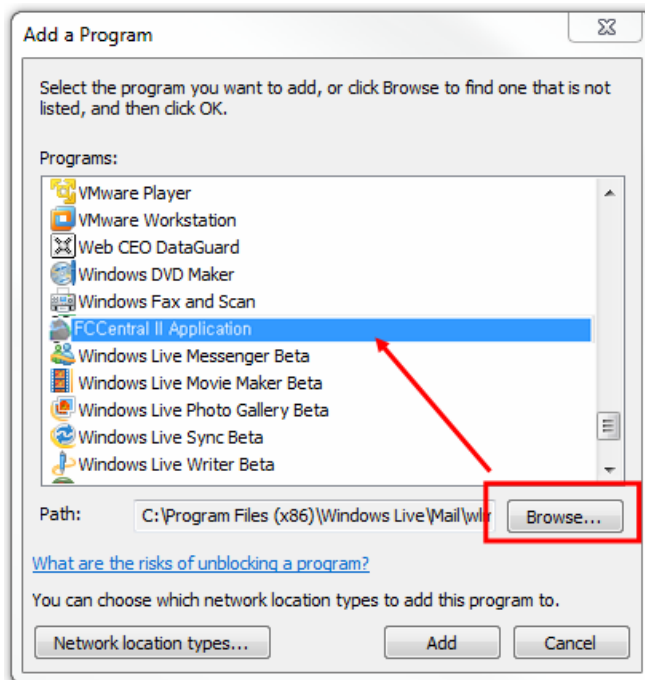 Add a Program
Select the program you want to add, or click Browse to find one that is not
listed, and then click OK.
Programs:
VMware Player
VMware Workstation
Web CEO DataGuard
Windows DVD Maker
Windows Fax and Scan
FCCentral II Application
Windows Live Messenger Beta
Windows Live Movie Maker Beta
Windows Live Photo Gallery Beta
Windows Live Sync Beta
Windows Live Writer Beta
Path: C:\Program Files (x86)\Windows Live\Mail\ Browse...
What are the risks of unblocking a program?
You can choose which network location types to add this program to.
Network location types... Add Cancel